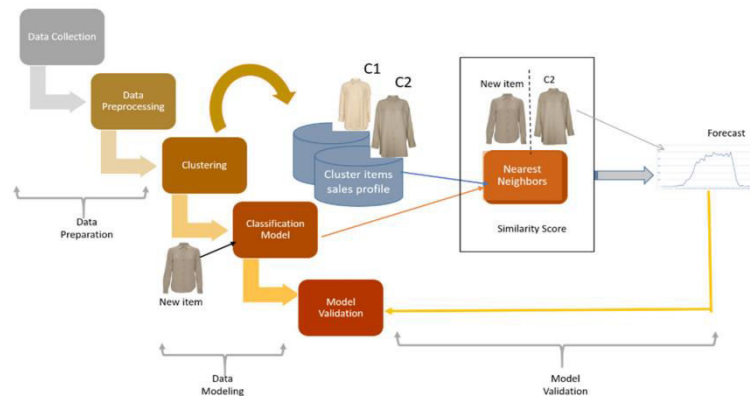 Data Collection
Data
Preprocessing
Clustering
Classification
Model
Model
Validation
New item
C1
C2
Cluster items
sales profile
New item
C2
Nearest
Neighbors
Similarity Score
Forecast
Data
Preparation
Data
Modeling
Model
Validation